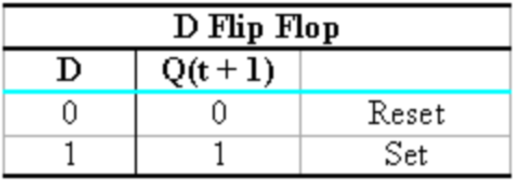 D Flip Flop
D Q(t + 1)
0 0 Reset
1 1 Set